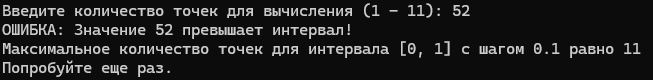 Введите количество точек для вычисления (1 - 11): 52
ОШИБКА: Значение 52 превышает интервал!
Максимальное количество точек для интервала [0, 1] с шагом 0.1 равно 11
Попробуйте еще раз.